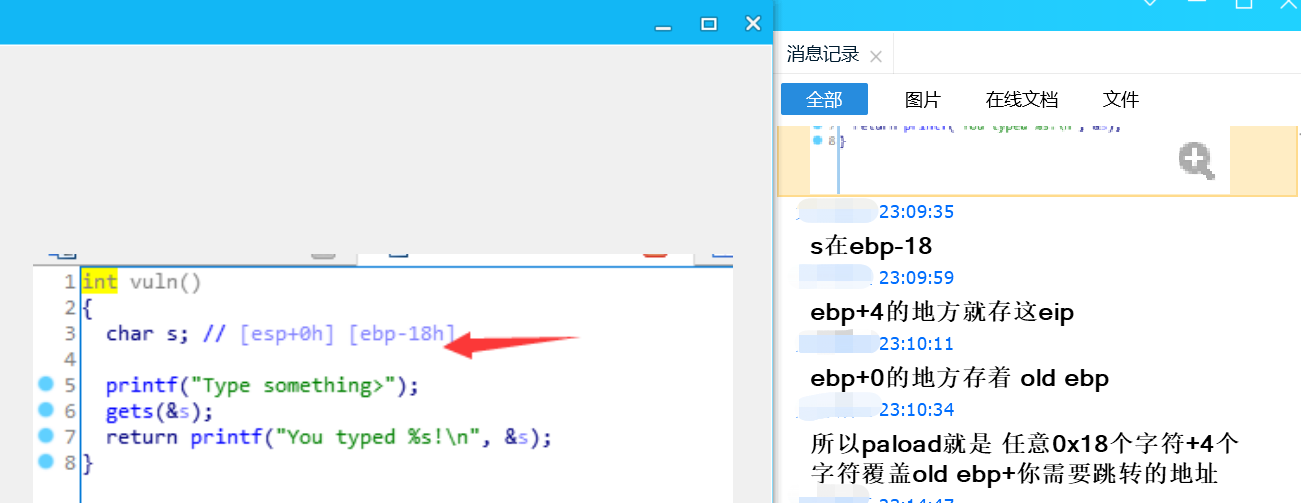 1 int vuln()
2 {
3 char s; // [esp+0h] [ebp-18h]
4
5 printf("Type something>");
6 gets(&s);
7 return printf("You typed %s!\n", &s);
8 }
消息记录
全部 图片 在线文档 文件
return printf("You typed %s!\n", &s);
8 }
23:09:35
s在ebp-18
23:09:59
ebp+4的地方就存这eip
23:10:11
ebp+0的地方存着 old ebp
23:10:34
所以paload就是 任意0x18个字符+4个
字符覆盖old ebp+你需要跳转的地址